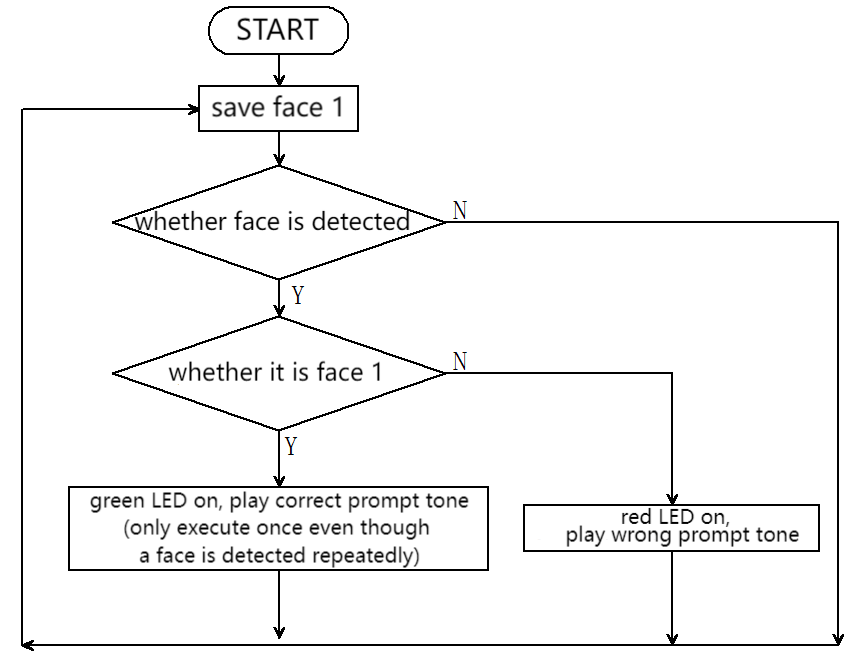 START
save face 1
whether face is detected
N
Y
whether it is face 1
N
Y
green LED on, play correct prompt tone
(only execute once even though
a face is detected repeatedly)
red LED on,
play wrong prompt tone